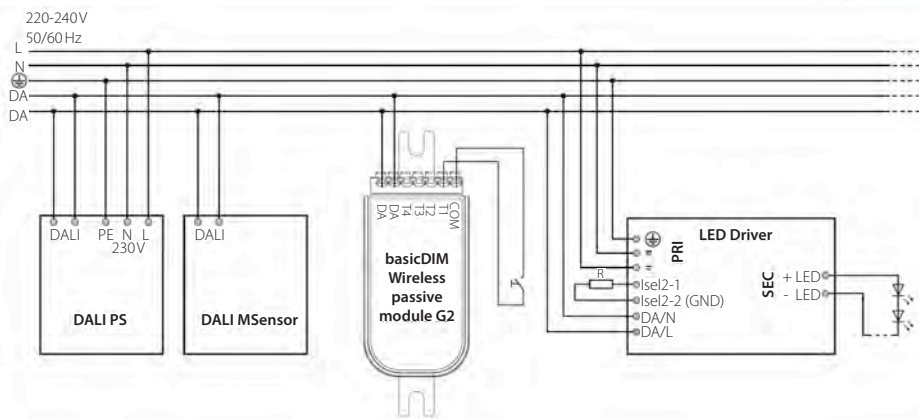 220-240V
50/60 Hz
L
N
DA
DA
DALI PE N L
230V
DALI PS
DALI
DALI MSensor
DA DA T4 T3 T2 T1 COM
basicDIM
Wireless
passive
module G2
LED Driver
PRI
=
=
R
Isel2-1
Isel2-2 (GND)
DA/N
DA/L
SEC
+ LED
- LED